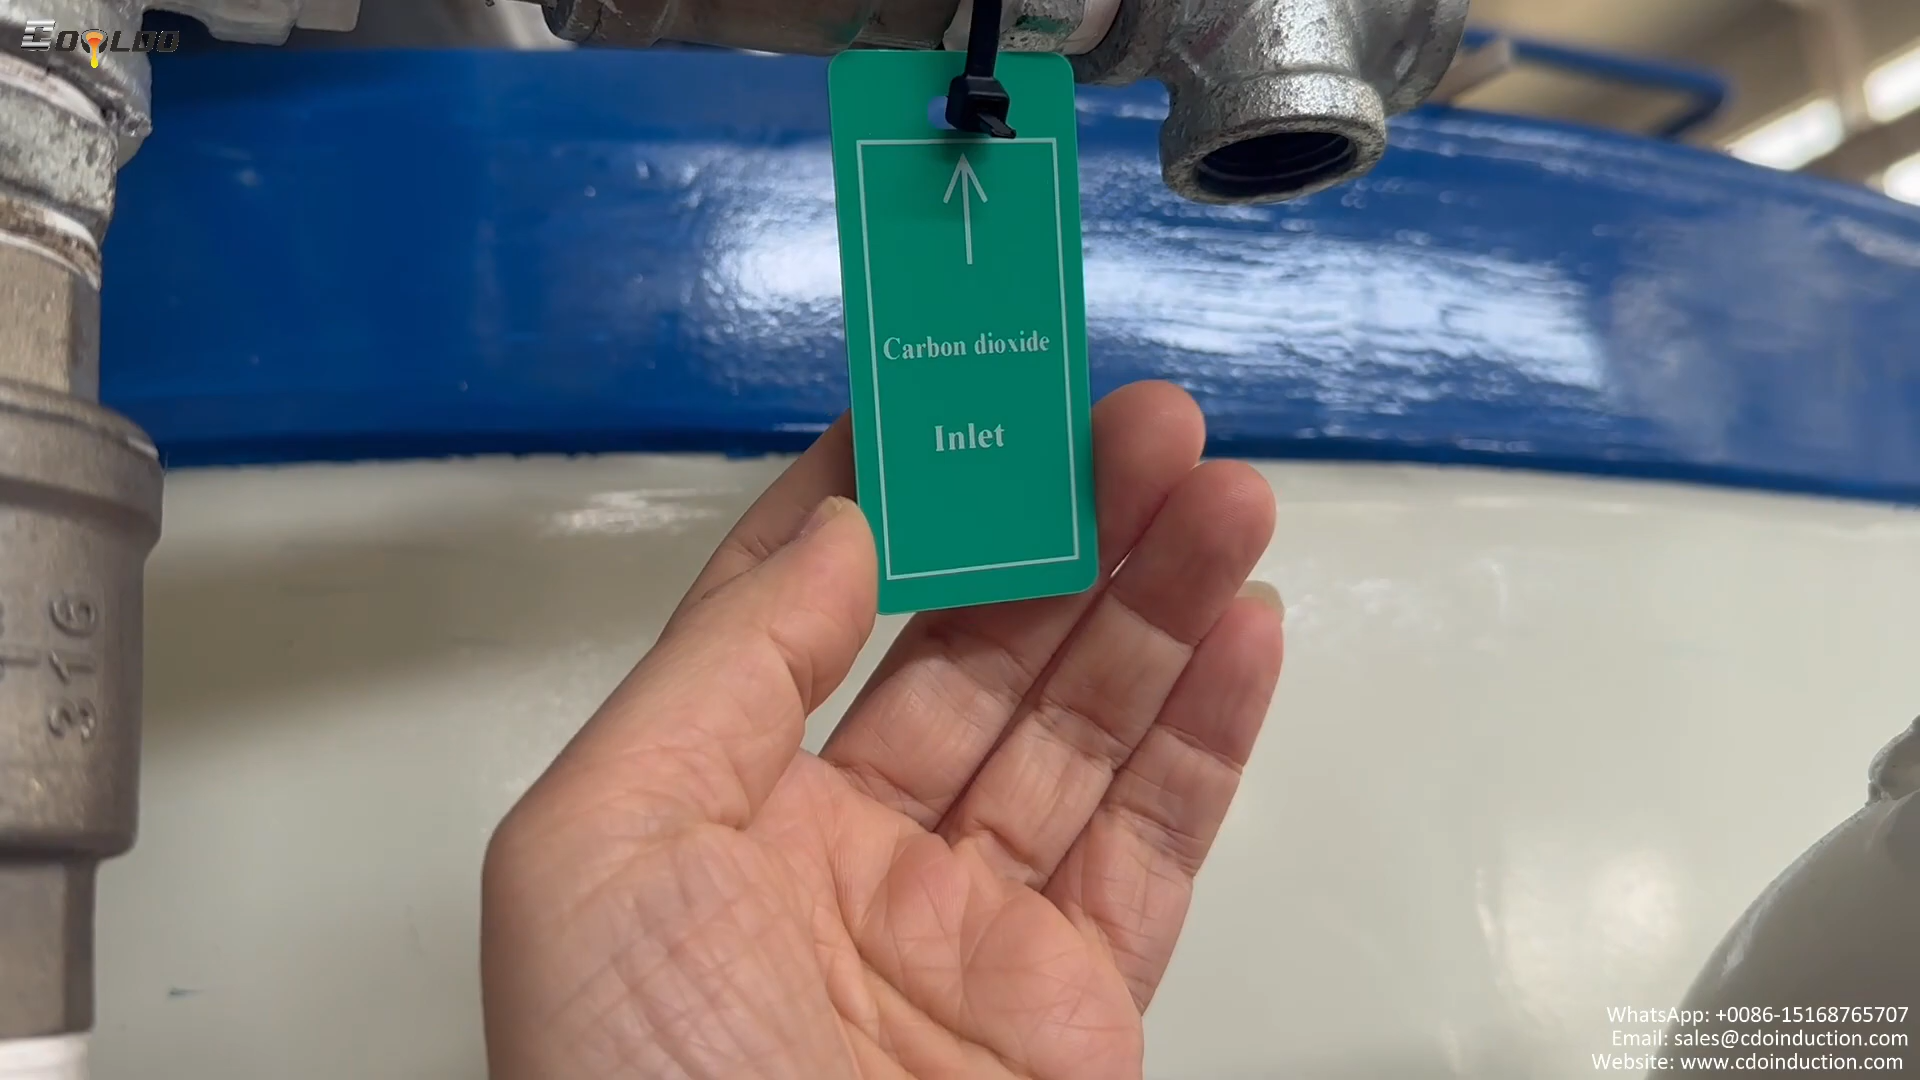 COOLDO
Carbon dioxide
Inlet
316
WhatsApp: +0086-15168765707
Email: sales@cdoinduction.com
Website: www.cdoinduction.com